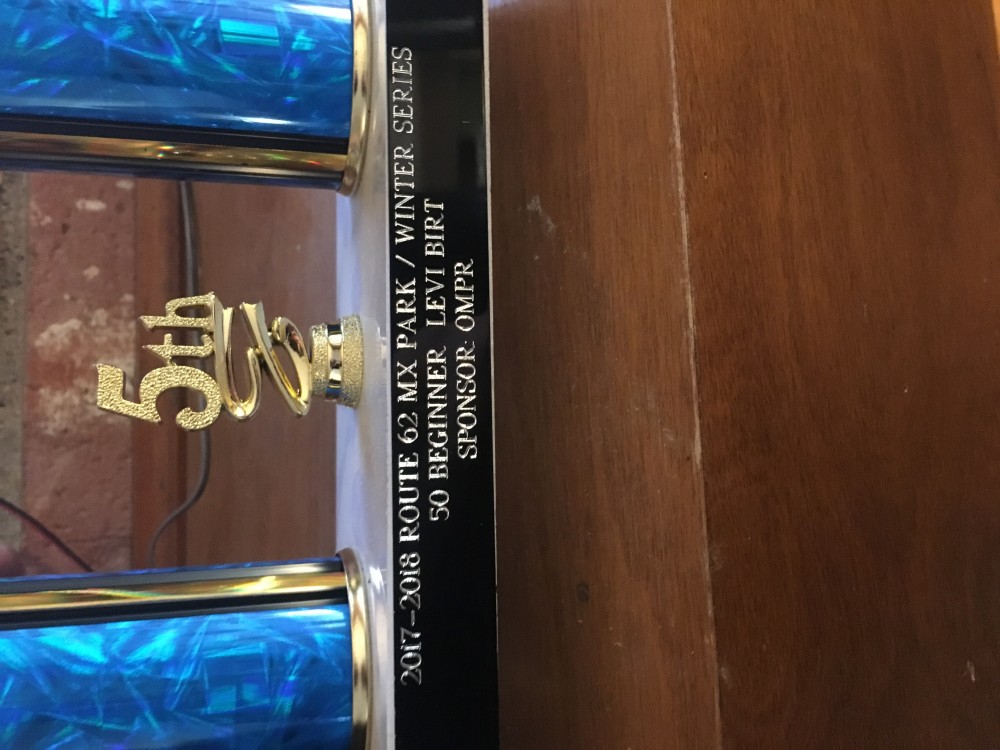 5th
2017-2018 ROUTE 62 MX PARK / WINTER SERIES
50 BEGINNER LEVI BIRT
SPONSOR: OMPR